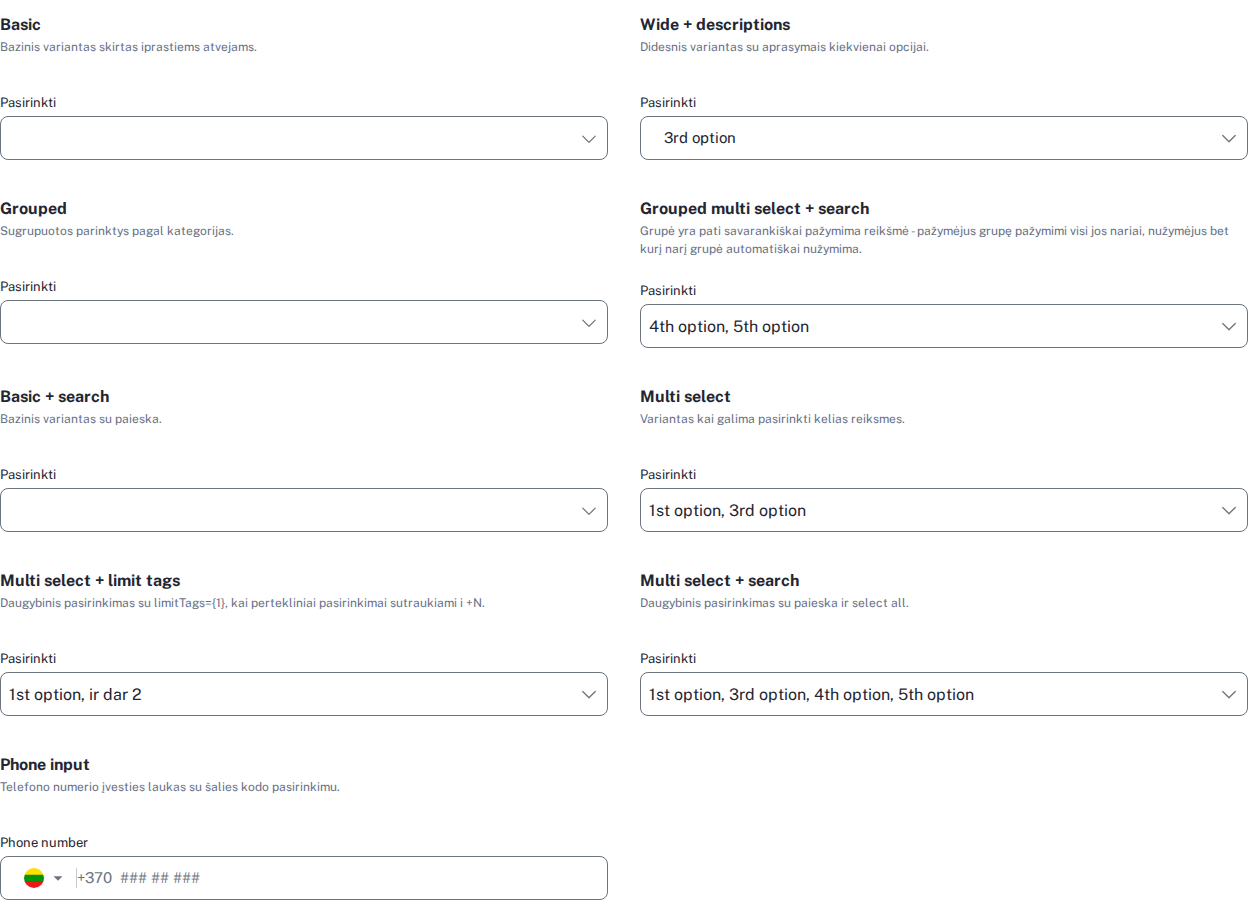 Basic
Bazinis variantas skirtas iprastiems atvejams.
Pasirinkti
Wide + descriptions
Didesnis variantas su aprasymais kiekvienai opcijai.
Pasirinkti
3rd option
Grouped
Sugrupuotos parinktys pagal kategorijas.
Pasirinkti
Grouped multi select + search
Grupė yra pati savarankiškai pažymima reikšmė - pažymėjus grupę pažymimi visi jos nariai, nužymėjus bet
kurį narį grupė automatiškai nužymima.
Pasirinkti
4th option, 5th option
Basic + search
Bazinis variantas su paieska.
Pasirinkti
Multi select
Variantas kai galima pasirinkti kelias reiksmes.
Pasirinkti
1st option, 3rd option
Multi select + limit tags
Daugybinis pasirinkimas su limitTags={1}, kai pertekliniai pasirinkimai sutraukiami i +N.
Pasirinkti
1st option, ir dar 2
Multi select + search
Daugybinis pasirinkimas su paieska ir select all.
Pasirinkti
1st option, 3rd option, 4th option, 5th option
Phone input
Telefono numerio įvesties laukas su šalies kodo pasirinkimu.
Phone number
+370 ### ## ###